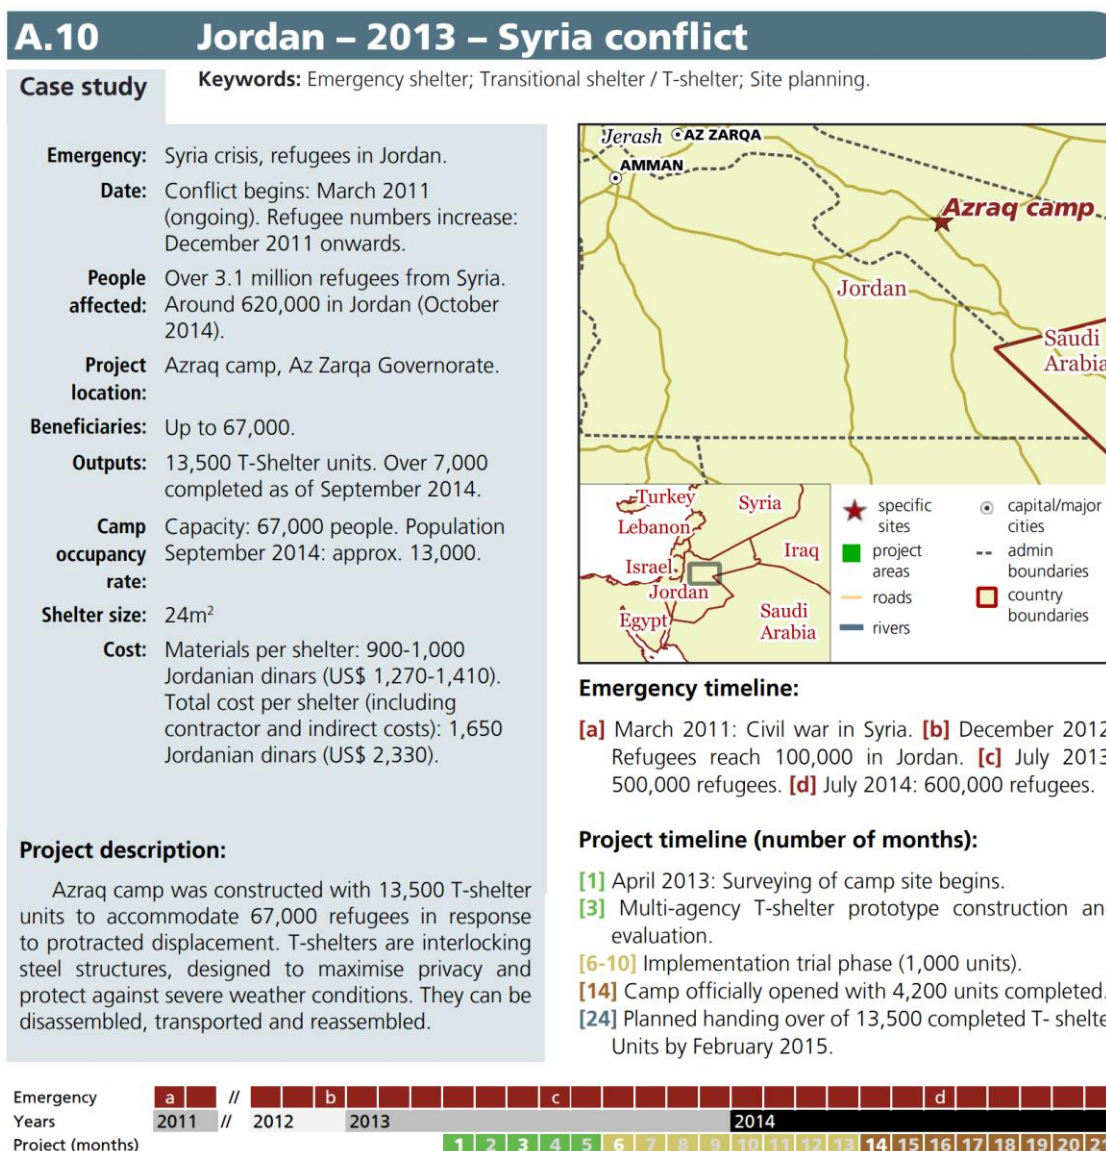 A.10 Jordan – 2013 – Syria conflict
Case study
Keywords: Emergency shelter; Transitional shelter / T-shelter; Site planning.
Emergency: Syria crisis, refugees in Jordan.
Date: Conflict begins: March 2011
(ongoing). Refugee numbers increase:
December 2011 onwards.
People Over 3.1 million refugees from Syria.
affected: Around 620,000 in Jordan (October
2014).
Project Azraq camp, Az Zarqa Governorate.
location:
Beneficiaries: Up to 67,000.
Outputs: 13,500 T-Shelter units. Over 7,000
completed as of September 2014.
Camp Capacity: 67,000 people. Population
occupancy September 2014: approx. 13,000.
rate:
Shelter size: 24m²
Cost: Materials per shelter: 900-1,000
Jordanian dinars (US$ 1,270-1,410).
Total cost per shelter (including
contractor and indirect costs): 1,650
Jordanian dinars (US$ 2,330).
Project description:
Azraq camp was constructed with 13,500 T-shelter
units to accommodate 67,000 refugees in response
to protracted displacement. T-shelters are interlocking
steel structures, designed to maximise privacy and
protect against severe weather conditions. They can be
disassembled, transported and reassembled.
Jerash AZ ZARQA
AMMAN
Azraq camp
Jordan
Saudi
Arabia
Turkey
Syria
Lebanon
Iraq
Israel
Jordan
Egypt
Saudi
Arabia
specific
sites
project
areas
roads
rivers
capital/major
cities
admin
boundaries
country
boundaries
Emergency timeline:
[a] March 2011: Civil war in Syria. [b] December 2012
Refugees reach 100,000 in Jordan. [c] July 2013
500,000 refugees. [d] July 2014: 600,000 refugees.
Project timeline (number of months):
[1] April 2013: Surveying of camp site begins.
[3] Multi-agency T-shelter prototype construction an
evaluation.
[6-10] Implementation trial phase (1,000 units).
[14] Camp officially opened with 4,200 units completed.
[24] Planned handing over of 13,500 completed T- shelte
Units by February 2015.
Emergency a // b c d
Years 2011 // 2012 2013 2014
Project (months) 1 2 3 4 5 6 7 8 9 10 11 12 13 14 15 16 17 18 19 20 21